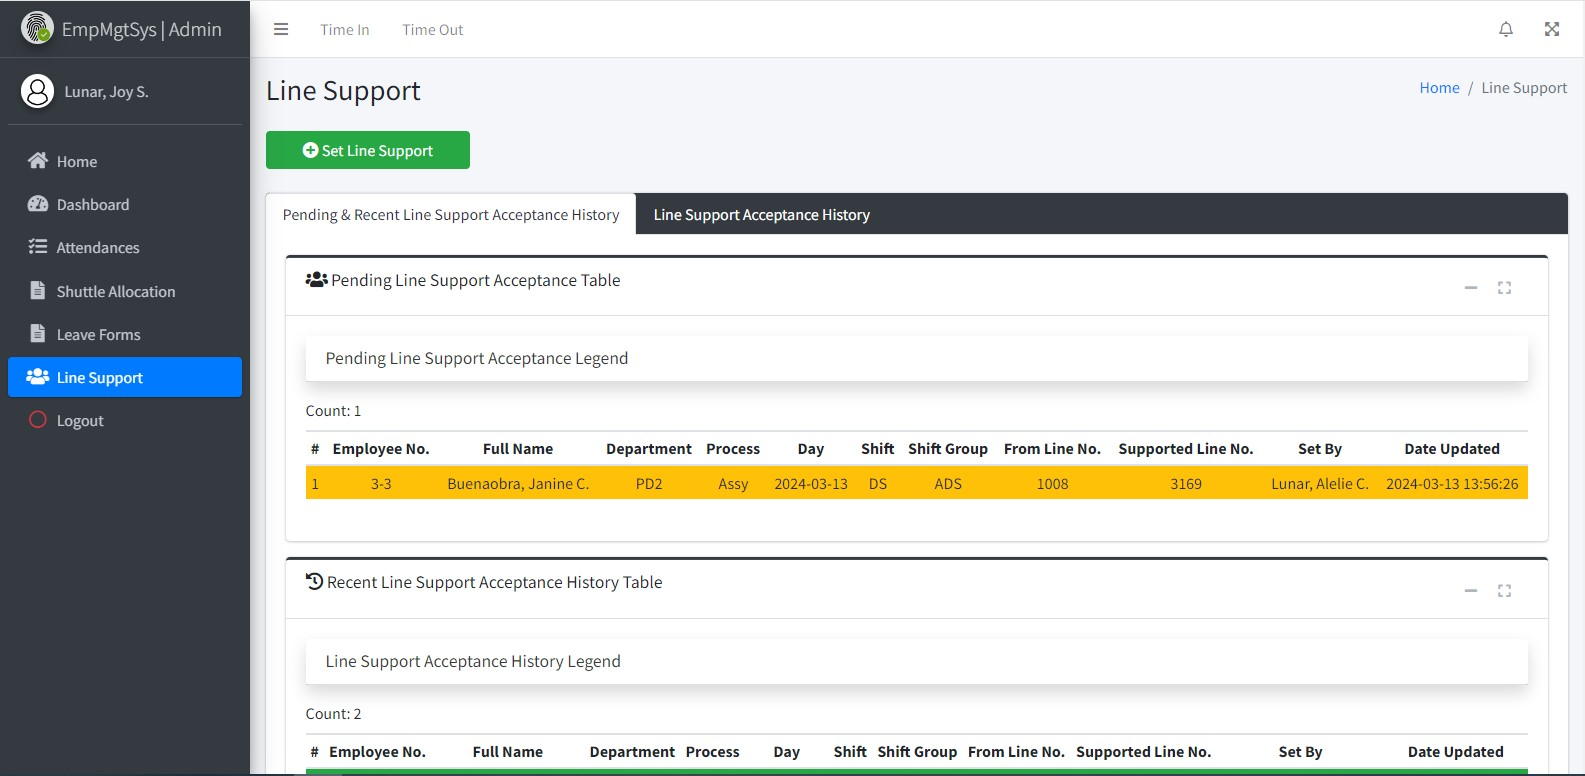 EmpMgtSys | Admin
Time In Time Out
Lunar, Joy S.
Line Support
Home / Line Support
Set Line Support
Home
Dashboard
Attendances
Shuttle Allocation
Leave Forms
Line Support
Logout
Pending & Recent Line Support Acceptance History Line Support Acceptance History
Pending Line Support Acceptance Table
Pending Line Support Acceptance Legend
Count: 1
# Employee No. Full Name Department Process Day Shift Shift Group From Line No. Supported Line No. Set By Date Updated
1 3-3 Buenaobra, Janine C. PD2 Assy 2024-03-13 DS ADS 1008 3169 Lunar, Alelie C. 2024-03-13 13:56:26
Recent Line Support Acceptance History Table
Line Support Acceptance History Legend
Count: 2
# Employee No. Full Name Department Process Day Shift Shift Group From Line No. Supported Line No. Set By Date Updated